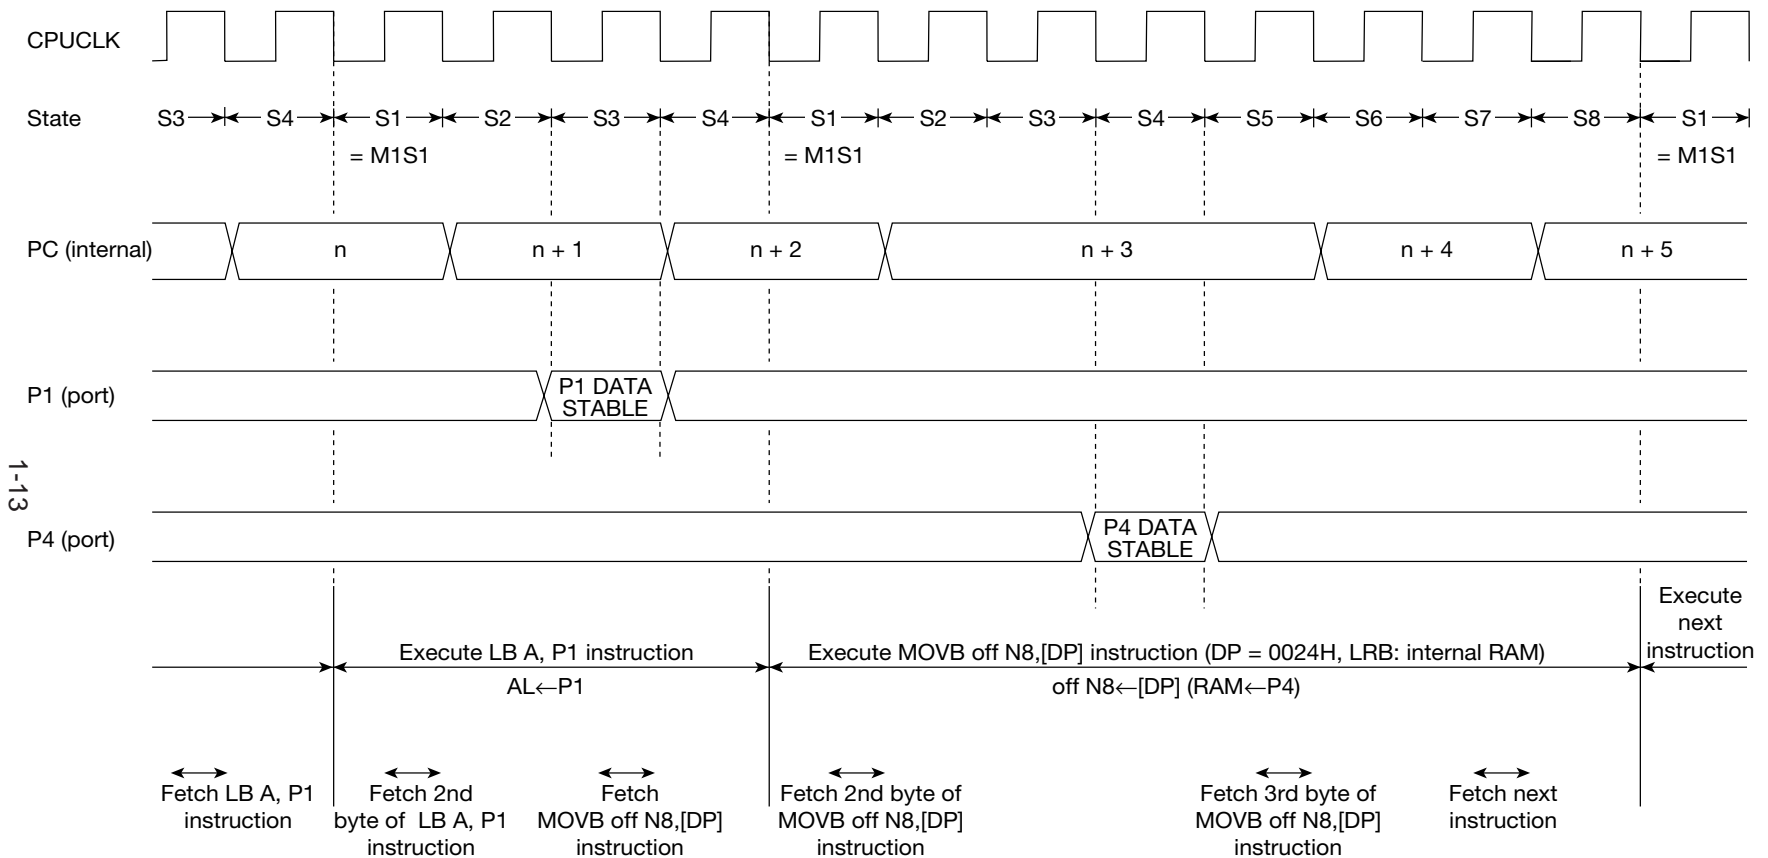 CPUCLK
State S3 S4 S1 S2 S3 S4 S1 S2 S3 S4 S5 S6 S7 S8 S1
= M1S1 = M1S1 = M1S1
PC (internal) n n + 1 n + 2 n + 3 n + 4 n + 5
P1 (port) P1 DATA
STABLE
1-13
P4 (port) P4 DATA
STABLE
Execute
next
instruction
Execute LB A, P1 instruction
AL←P1
Execute MOVB off N8,[DP] instruction (DP = 0024H, LRB: internal RAM)
off N8←[DP] (RAM←P4)
Fetch LB A, P1
instruction
Fetch 2nd
byte of LB A, P1
instruction
Fetch
MOVB off N8,[DP]
instruction
Fetch 2nd byte of
MOVB off N8,[DP]
instruction
Fetch 3rd byte of
MOVB off N8,[DP]
instruction
Fetch next
instruction